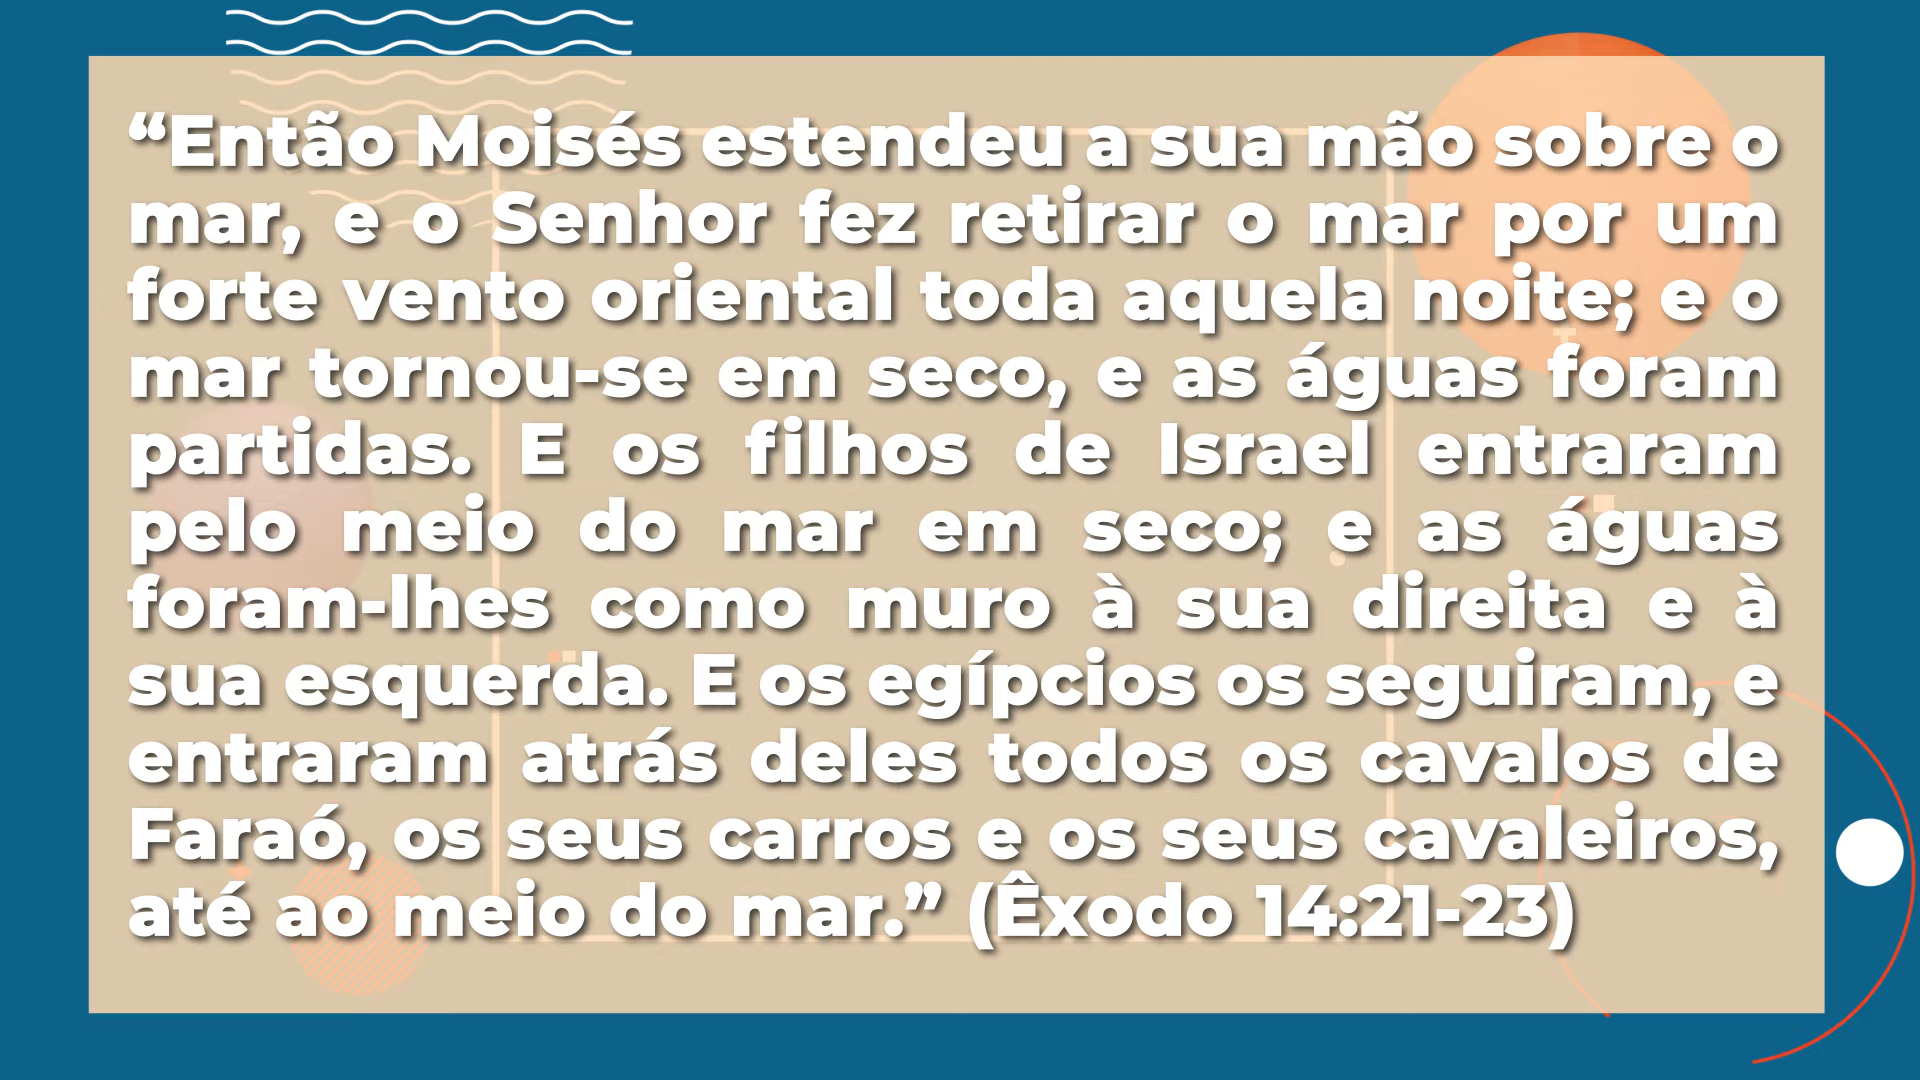 “Então Moisés estendeu a sua mão sobre o
mar, e o Senhor fez retirar o mar por um
forte vento oriental toda aquela noite; e o
mar tornou-se em seco, e as águas foram
partidas. E os filhos de Israel entraram
pelo meio do mar em seco; e as águas
foram-lhes como muro à sua direita e à
sua esquerda. E os egípcios os seguiram, e
entraram atrás deles todos os cavalos de
Faraó, os seus carros e os seus cavaleiros,
até ao meio do mar.” (Êxodo 14:21-23)